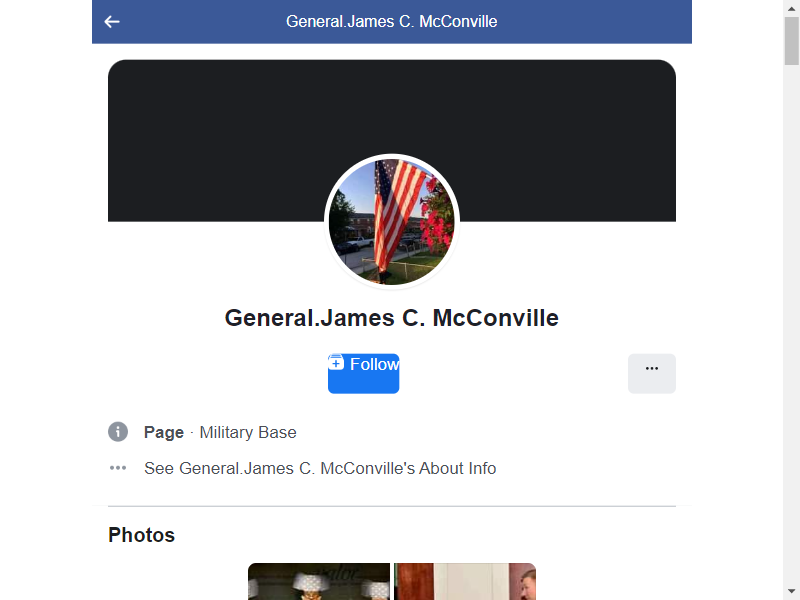 General.James C. McConville
General.James C. McConville
Follow
...
Page · Military Base
See General.James C. McConville's About Info
Photos